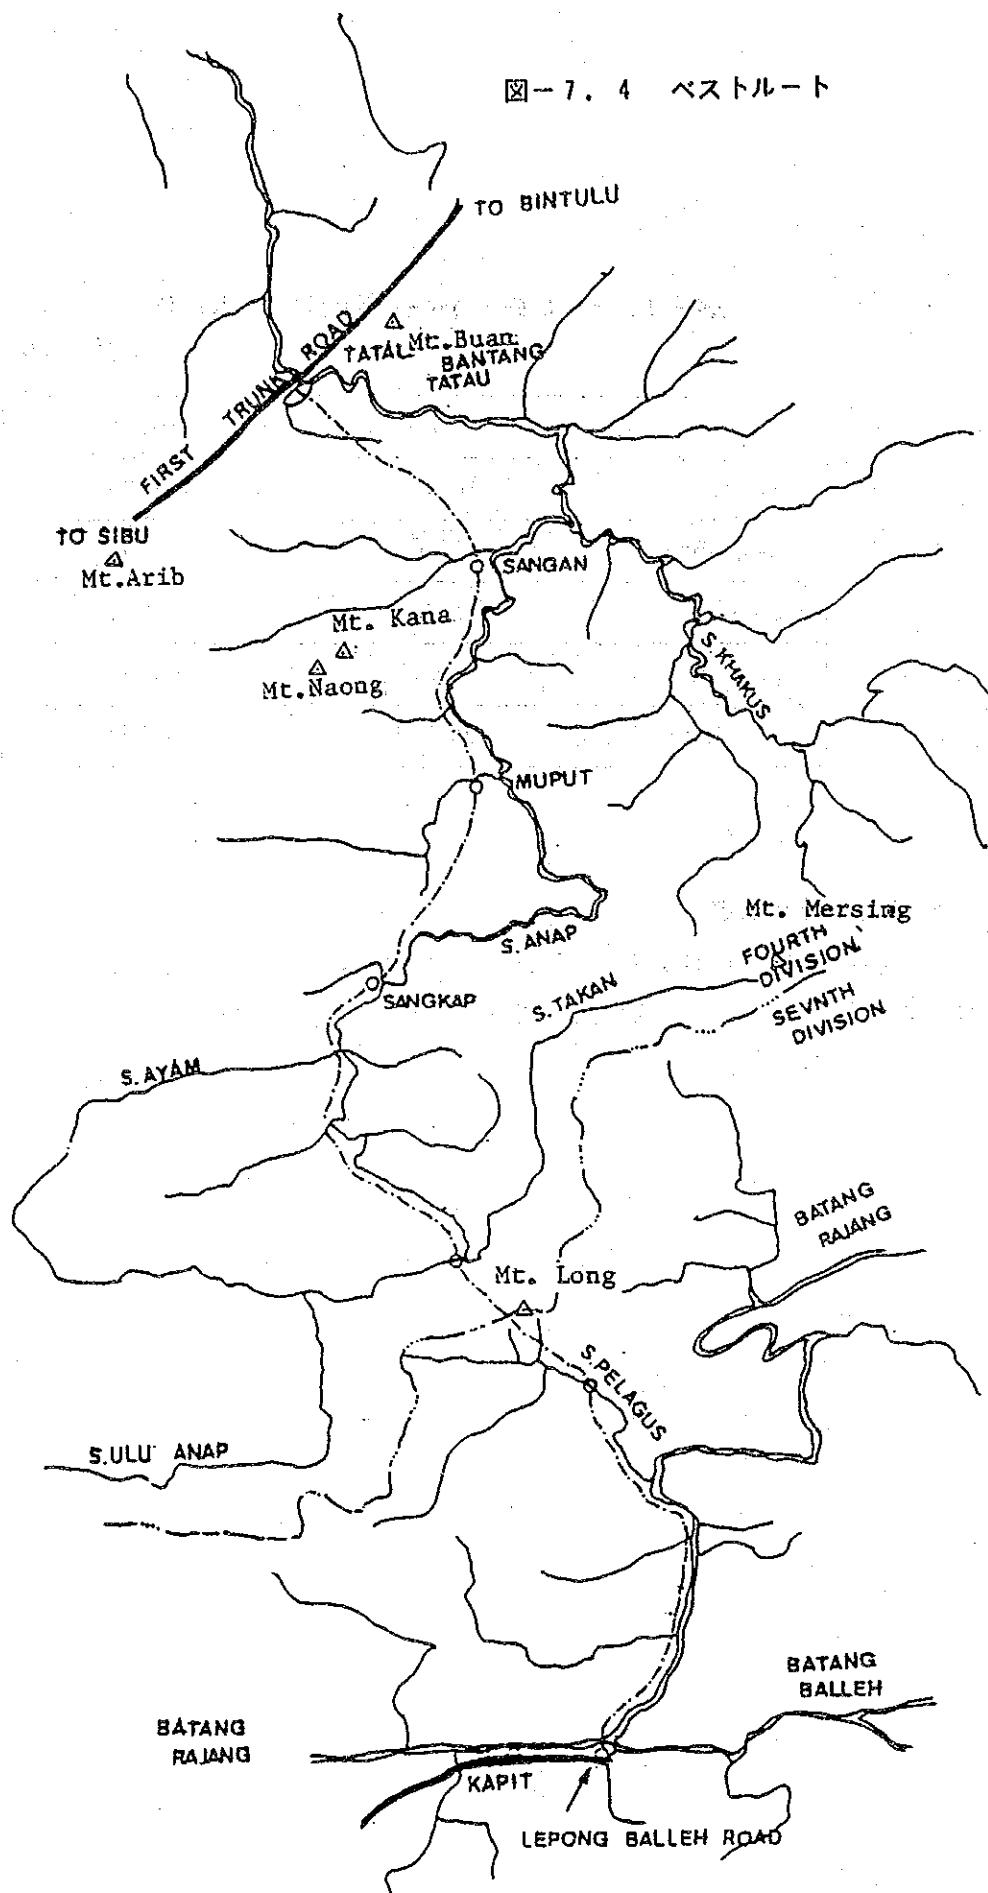 図-7. 4 ベストルート
TO BINTULU
FIRST TRUNK ROAD
TATAU
Mt.Buan
BANTANG
TATAU
TO SIBU
Mt.Arib
SANGAN
Mt. Kana
Mt.Naong
S.KHAKUS
MUPUT
Mt. Mersing
S. ANAP
FOURTH
DIVISION
SANGKAP
S.TAKAN
SEVNTH
DIVISION
S.AYAM
BATANG
RAJANG
Mt. Long
S.PELAGUS
S.ULU ANAP
BATANG
BALLEH
BATANG
RAJANG
KAPIT
LEPONG BALLEH ROAD